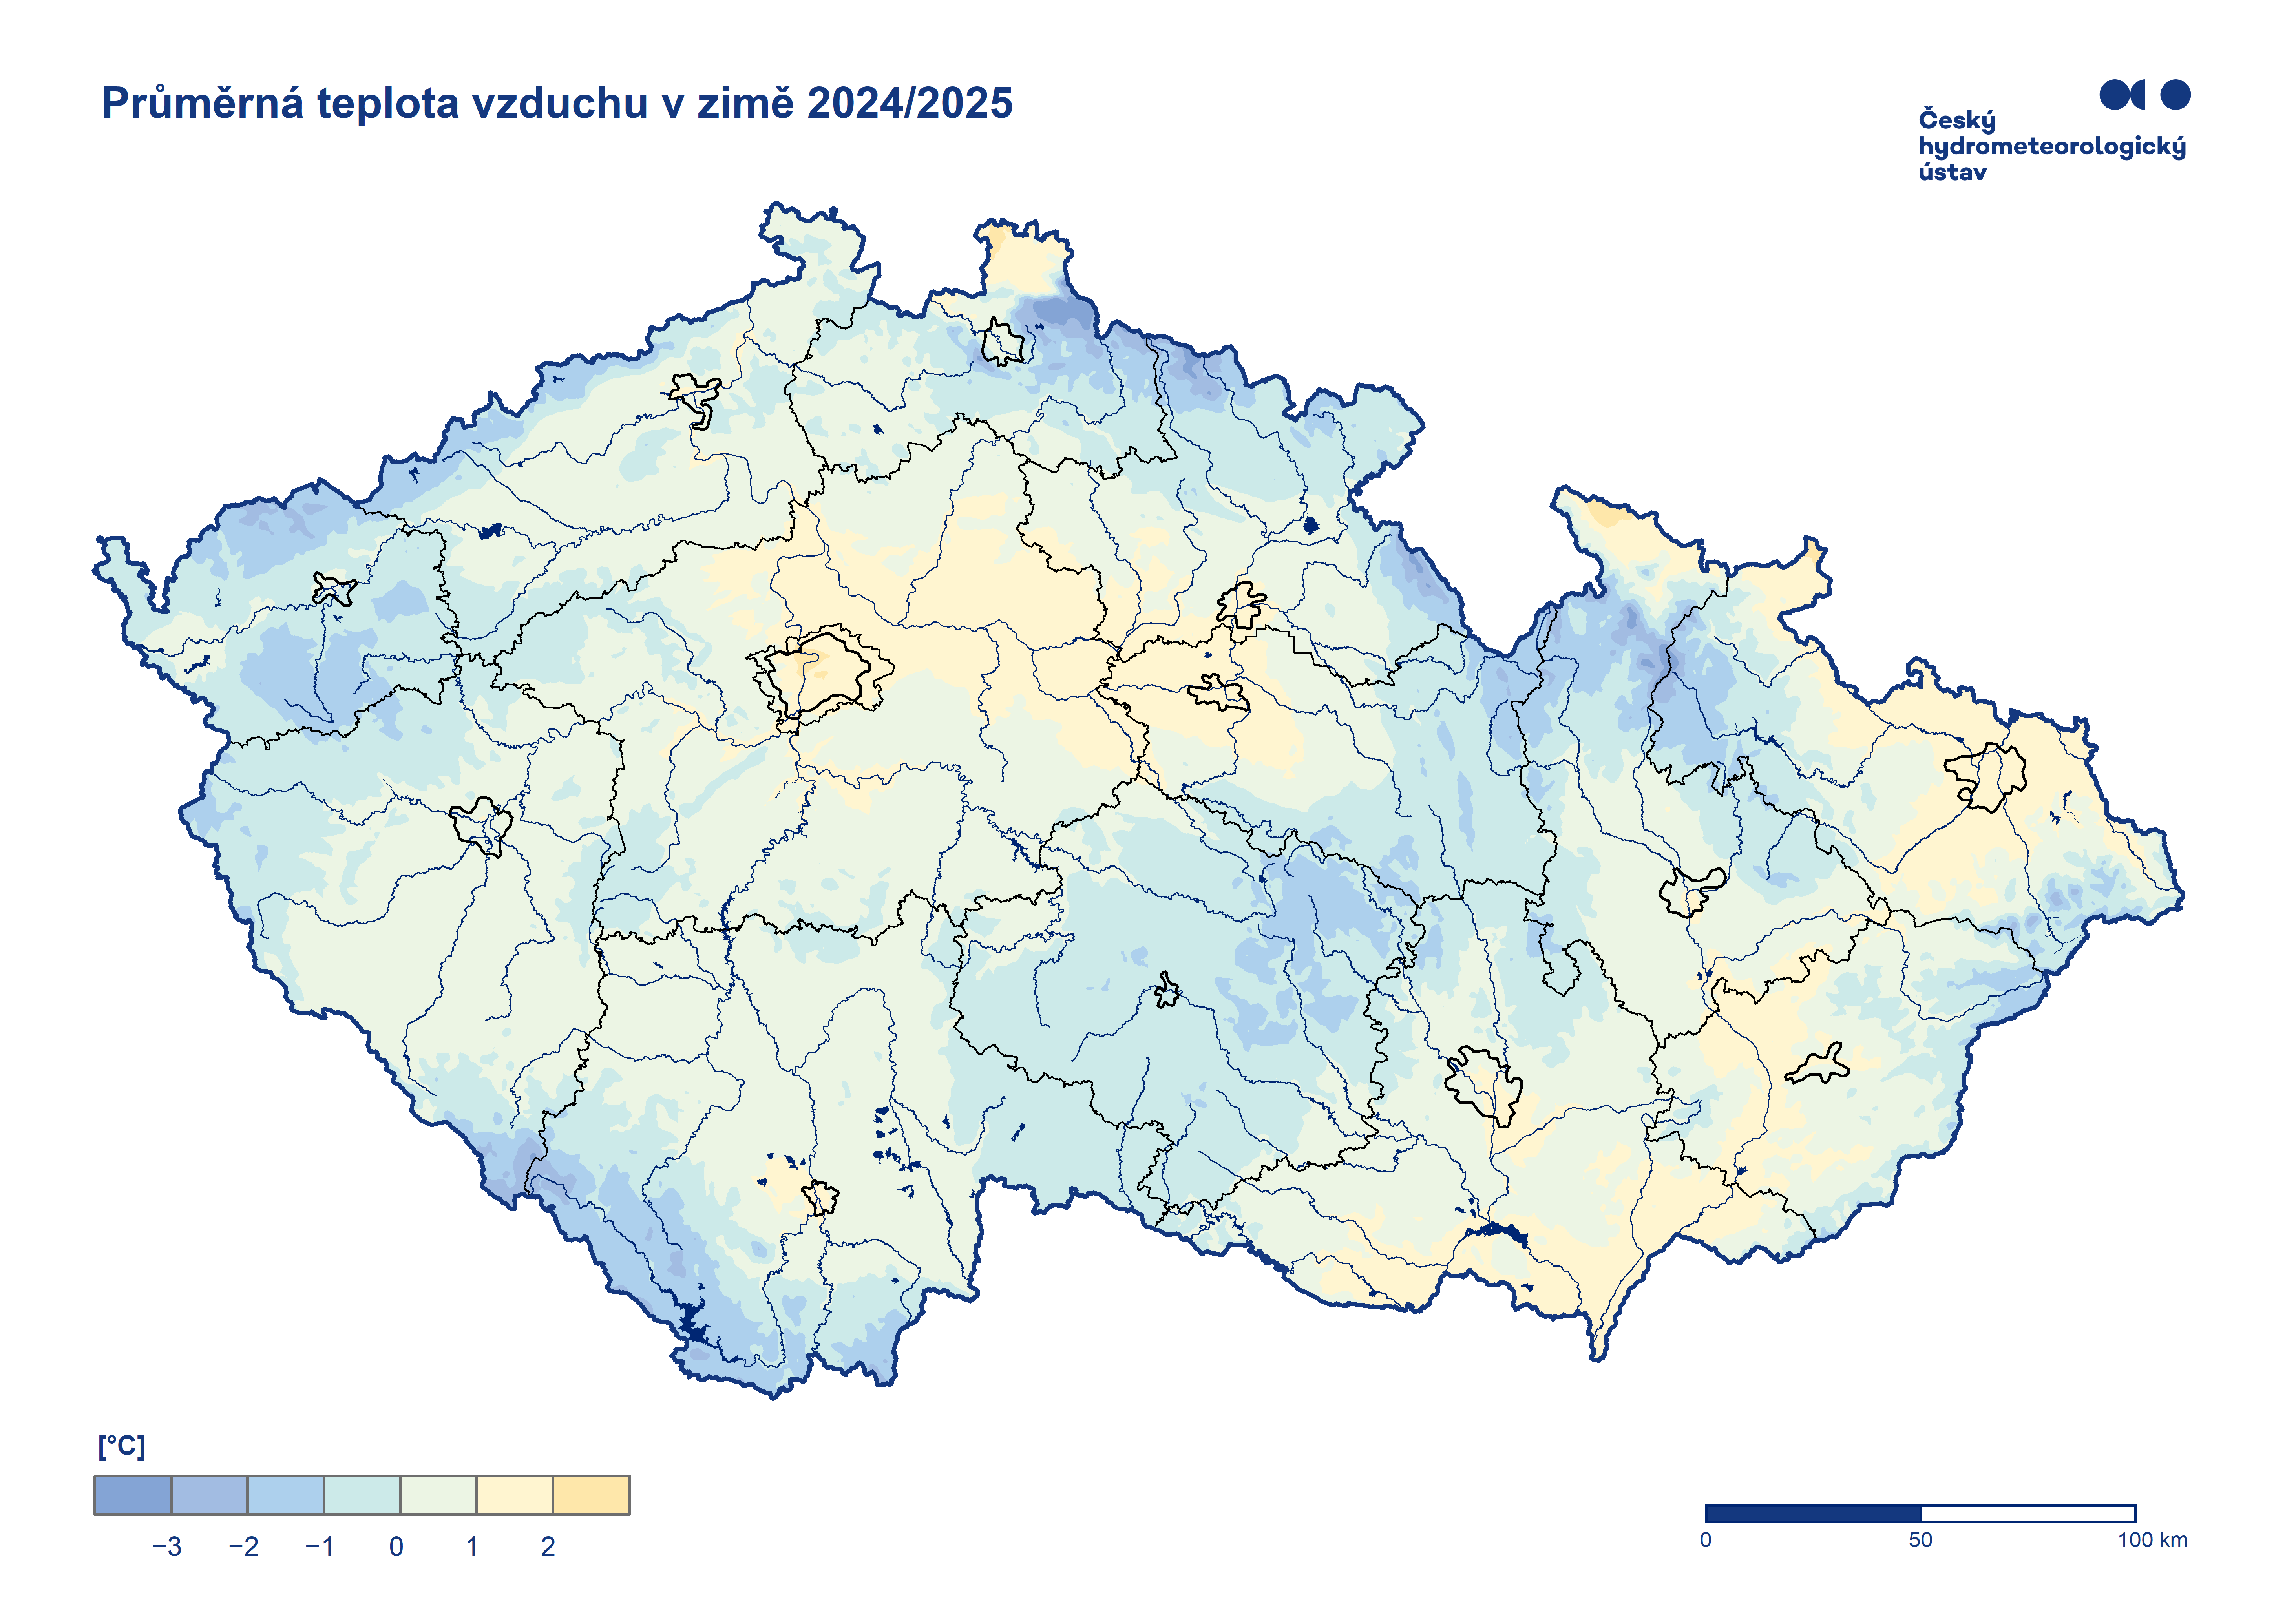 Průměrná teplota vzduchu v zimě 2024/2025
Český
hydrometeorologický
ústav
[°C]
−3 −2 −1 0 1 2
0 50 100 km